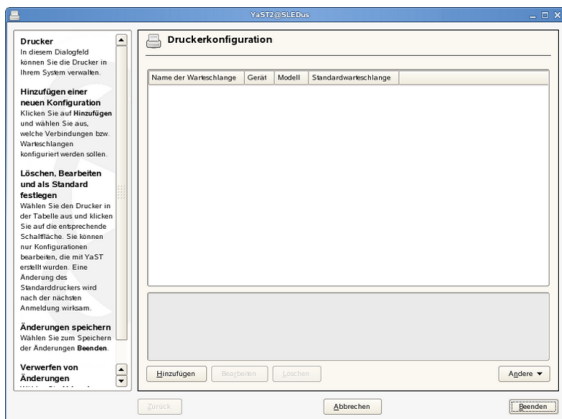 YaST2@SLEDus
Drucker
In diesem Dialogfeld
können Sie die Drucker in
Ihrem System verwalten.
Hinzufügen einer
neuen Konfiguration
Klicken Sie auf Hinzufügen
und wählen Sie aus,
welche Verbindungen bzw.
Warteschlangen
konfiguriert werden sollen.
Löschen, Bearbeiten
und als Standard
festlegen
Wählen Sie den Drucker in
der Tabelle aus und klicken
Sie auf die entsprechende
Schaltfläche. Sie können
nur Konfigurationen
bearbeiten, die mit YaST
erstellt wurden. Eine
Änderung des
Standarddruckers wird
nach der nächsten
Anmeldung wirksam.
Änderungen speichern
Wählen Sie zum Speichern
der Änderungen Beenden.
Verwerfen von
Änderungen
Druckerkonfiguration
Name der Warteschlange Gerät Modell Standardwarteschlange
Hinzufügen Bearbeiten Löschen Andere
Zurück Abbrechen Beenden